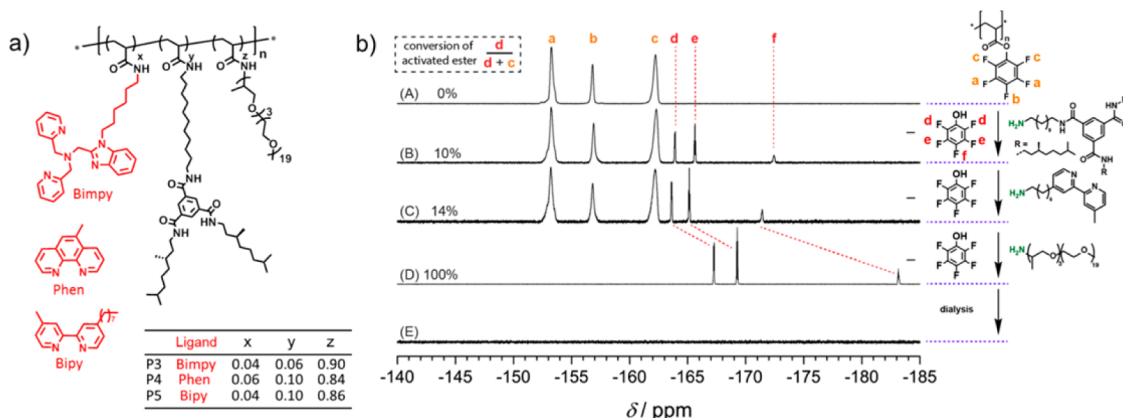 a)
*
*
n
x
y
z
O
NH
O
NH
O
NH
O
3
O
19
N
N
N
N
N
Bimpy
O
NH
O
NH
O
HN
N
N
Phen
7
N
N
Bipy
Ligand x y z
P3 Bimpy 0.04 0.06 0.90
P4 Phen 0.06 0.10 0.84
P5 Bipy 0.04 0.10 0.86
b)
conversion of activated ester d / d + c
a b c d e f
(A) 0%
(B) 10%
(C) 14%
(D) 100%
(E)
-140 -145 -150 -155 -160 -165 -170 -175 -180 -185
δ / ppm
*
*
n
O
O
c F F c
a F F a
F
b
–
OH
d F F d
e F F e
F
f
H2N
HN
O
R =
O
HN
R
–
OH
F F
F F
F
H2N
N
N
–
OH
F F
F F
F
H2N
O
3
O
19
dialysis